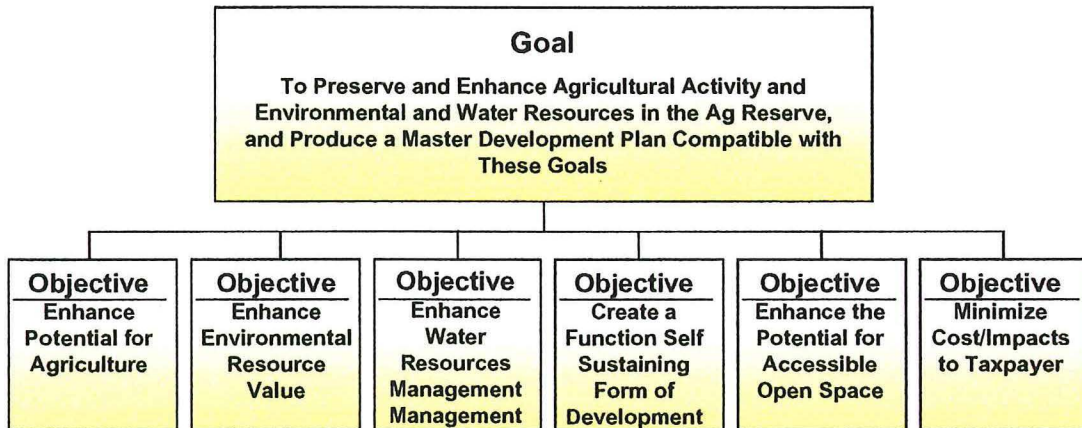 Goal
To Preserve and Enhance Agricultural Activity and
Environmental and Water Resources in the Ag Reserve,
and Produce a Master Development Plan Compatible with
These Goals
Objective
Enhance
Potential for
Agriculture
Objective
Enhance
Environmental
Resource
Value
Objective
Enhance
Water
Resources
Management
Management
Objective
Create a
Function Self
Sustaining
Form of
Development
Objective
Enhance the
Potential for
Accessible
Open Space
Objective
Minimize
Cost/Impacts
to Taxpayer